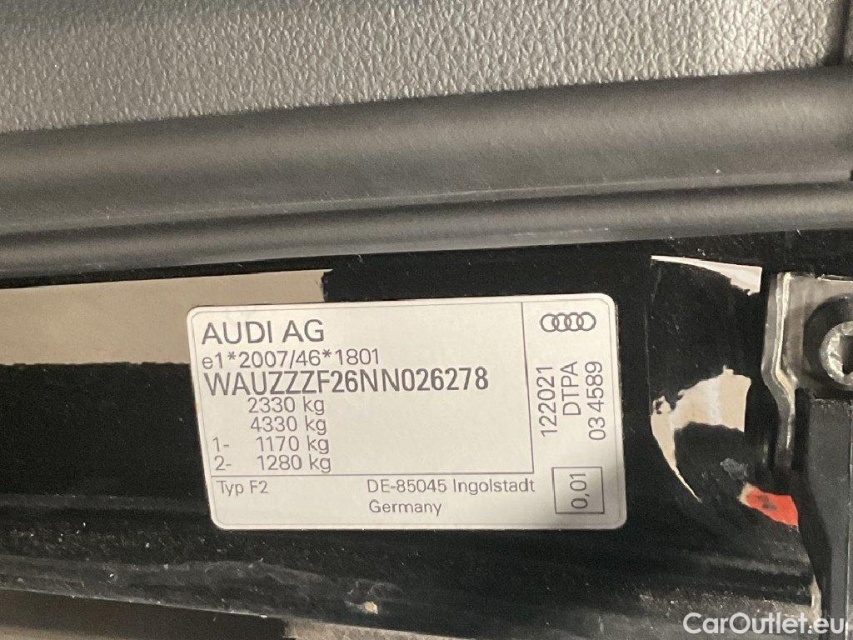 AUDI AG
e1*2007/46*1801
WAUZZZF26NN026278
2330 kg
4330 kg
1- 1170 kg
2- 1280 kg
Typ F2 DE-85045 Ingolstadt
Germany
122021
DTPA
03 4589
0,01
CarOutlet.eu